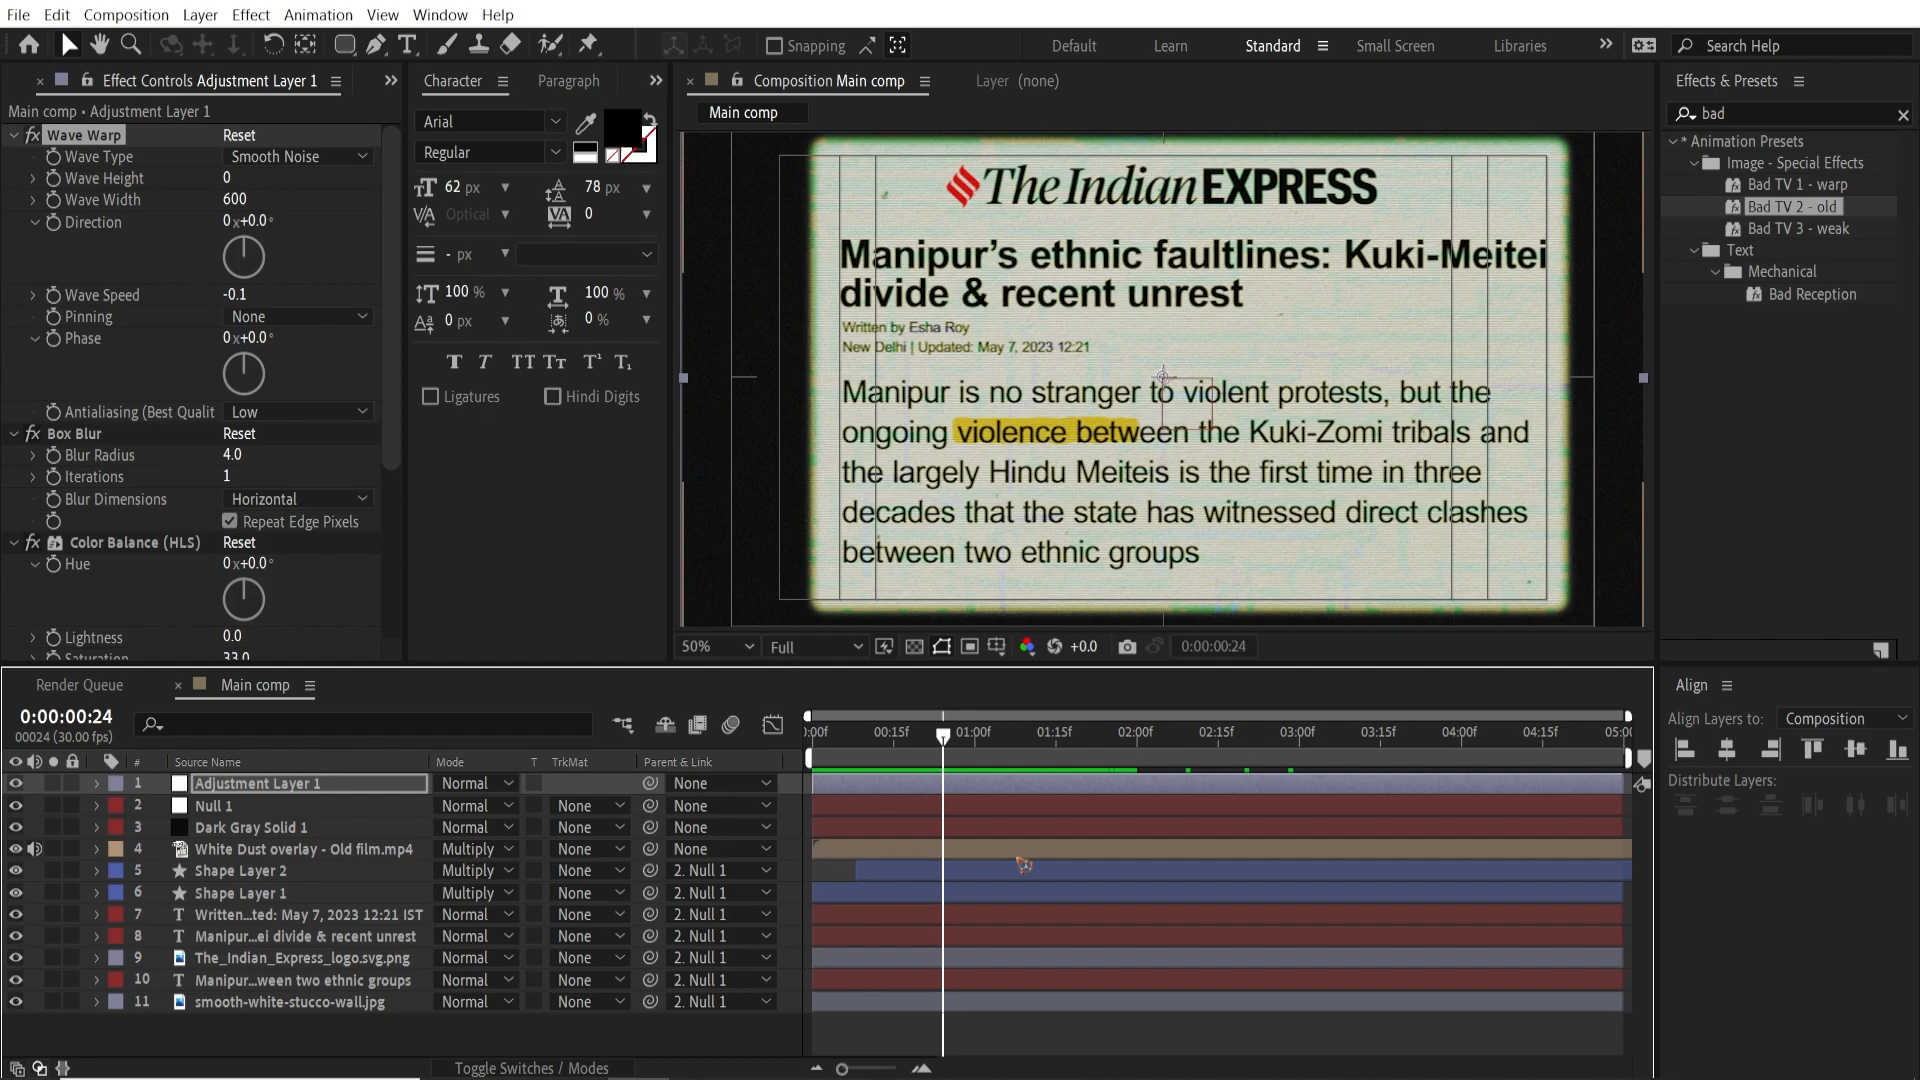 File Edit Composition Layer Effect Animation View Window Help
Snapping
Default Learn Standard Small Screen Libraries
Search Help
Effect Controls Adjustment Layer 1
Main comp • Adjustment Layer 1
fx Wave Warp Reset
Wave Type Smooth Noise
Wave Height 0
Wave Width 600
Direction 0x+0.0°
Wave Speed -0.1
Pinning None
Phase 0x+0.0°
Antialiasing (Best Qualit Low
fx Box Blur Reset
Blur Radius 4.0
Iterations 1
Blur Dimensions Horizontal
Repeat Edge Pixels
fx Color Balance (HLS) Reset
Hue 0x+0.0°
Lightness 0.0
Saturation 33.0
Character Paragraph
Arial
Regular
62 px 78 px
Optical 0
- px
100 % 100 %
0 px 0 %
Ligatures Hindi Digits
Composition Main comp
Layer (none)
Main comp
The Indian EXPRESS
Manipur’s ethnic faultlines: Kuki-Meitei
divide & recent unrest
Written by Esha Roy
New Delhi | Updated: May 7, 2023 12:21
Manipur is no stranger to violent protests, but the
ongoing violence between the Kuki-Zomi tribals and
the largely Hindu Meiteis is the first time in three
decades that the state has witnessed direct clashes
between two ethnic groups
50% Full +0.0 0:00:00:24
Effects & Presets
bad
* Animation Presets
Image - Special Effects
Bad TV 1 - warp
Bad TV 2 - old
Bad TV 3 - weak
Text
Mechanical
Bad Reception
Render Queue Main comp
0:00:00:24
00024 (30.00 fps)
):00f 00:15f 01:00f 01:15f 02:00f 02:15f 03:00f 03:15f 04:00f 04:15f 05:0
# Source Name Mode T TrkMat Parent & Link
1 Adjustment Layer 1 Normal None
2 Null 1 Normal None None
3 Dark Gray Solid 1 Normal None None
4 White Dust overlay - Old film.mp4 Multiply None None
5 Shape Layer 2 Multiply None 2. Null 1
6 Shape Layer 1 Multiply None 2. Null 1
7 T Written...ted: May 7, 2023 12:21 IST Normal None 2. Null 1
8 T Manipur...ei divide & recent unrest Normal None 2. Null 1
9 The_Indian_Express_logo.svg.png Normal None 2. Null 1
10 T Manipur...ween two ethnic groups Normal None 2. Null 1
11 smooth-white-stucco-wall.jpg Normal None 2. Null 1
Toggle Switches / Modes
Align
Align Layers to: Composition
Distribute Layers: